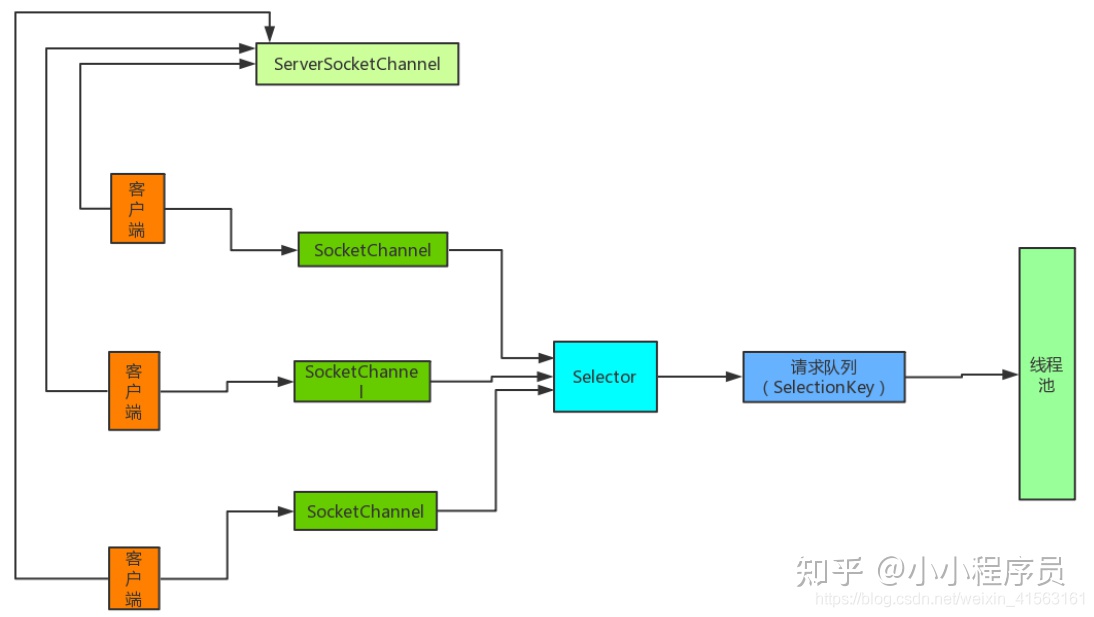 ServerSocketChannel
客
户
端
SocketChannel
客
户
端
SocketChanne
l
Selector
请求队列
（SelectionKey）
线程
池
SocketChannel
客
户
端
知乎 @小小程序员
https://blog.csdn.net/weixin_41563161